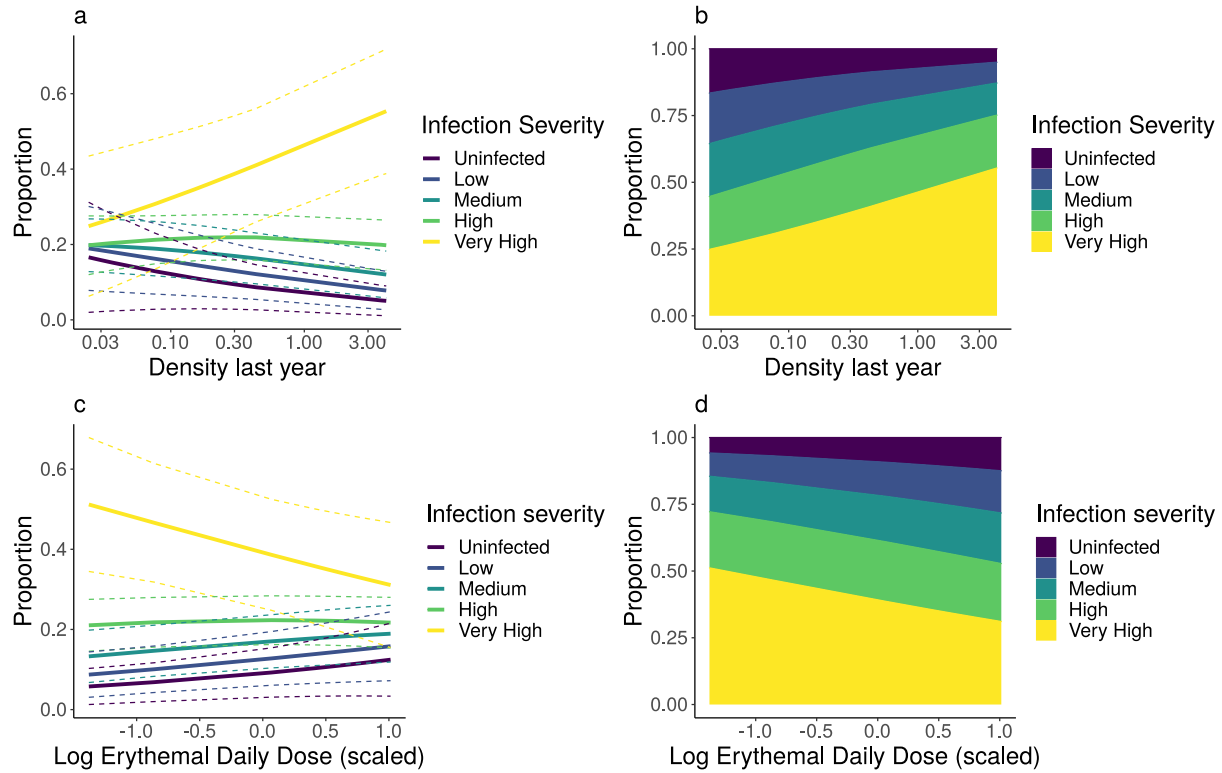 a
Proportion
0.6
0.4
0.2
0.0
0.03 0.10 0.30 1.00 3.00
Density last year
Infection Severity
Uninfected
Low
Medium
High
Very High
b
Proportion
1.00
0.75
0.50
0.25
0.00
0.03 0.10 0.30 1.00 3.00
Density last year
Infection Severity
Uninfected
Low
Medium
High
Very High
c
Proportion
0.6
0.4
0.2
0.0
-1.0 -0.5 0.0 0.5 1.0
Log Erythemal Daily Dose (scaled)
Infection severity
Uninfected
Low
Medium
High
Very High
d
Proportion
1.00
0.75
0.50
0.25
0.00
-1.0 -0.5 0.0 0.5 1.0
Log Erythemal Daily Dose (scaled)
Infection severity
Uninfected
Low
Medium
High
Very High